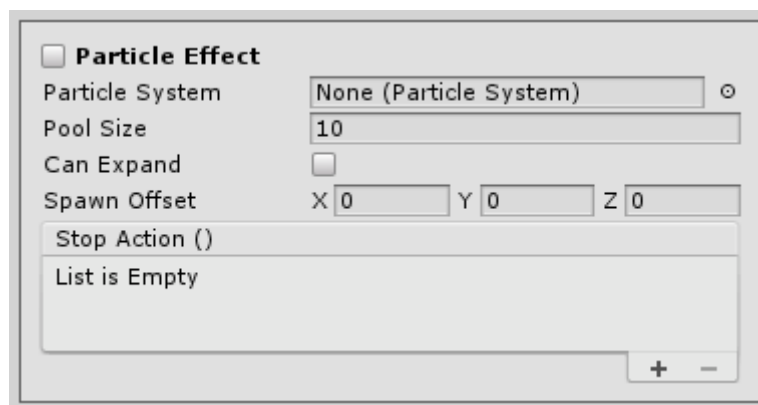 Particle Effect
Particle System None (Particle System)
Pool Size 10
Can Expand
Spawn Offset X 0 Y 0 Z 0
Stop Action ()
List is Empty
+ −